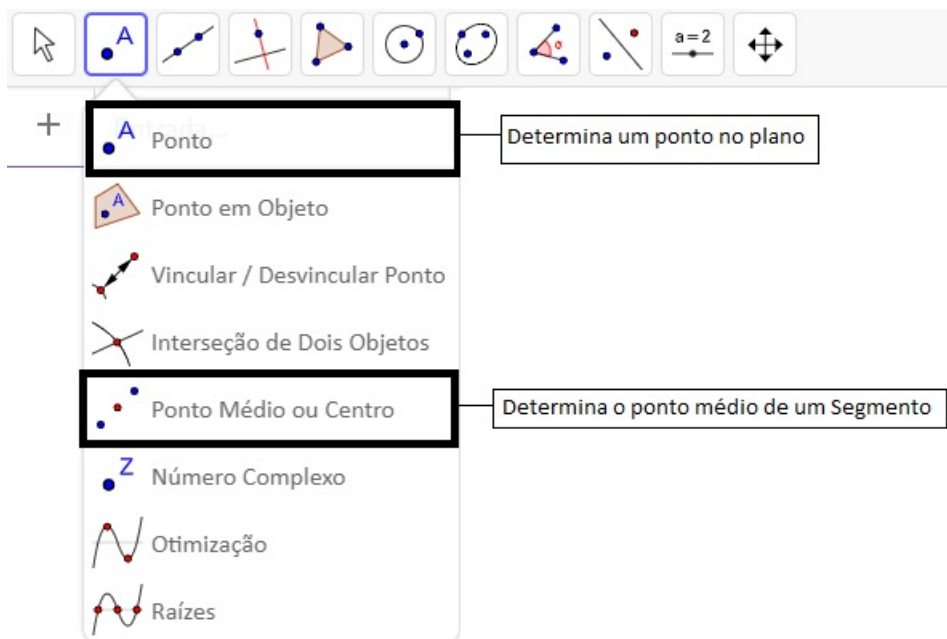 A
α
a=2
+
Entrada...
A Ponto
Determina um ponto no plano
A
Ponto em Objeto
Vincular / Desvincular Ponto
Interseção de Dois Objetos
Ponto Médio ou Centro
Determina o ponto médio de um Segmento
Z Número Complexo
Otimização
Raízes